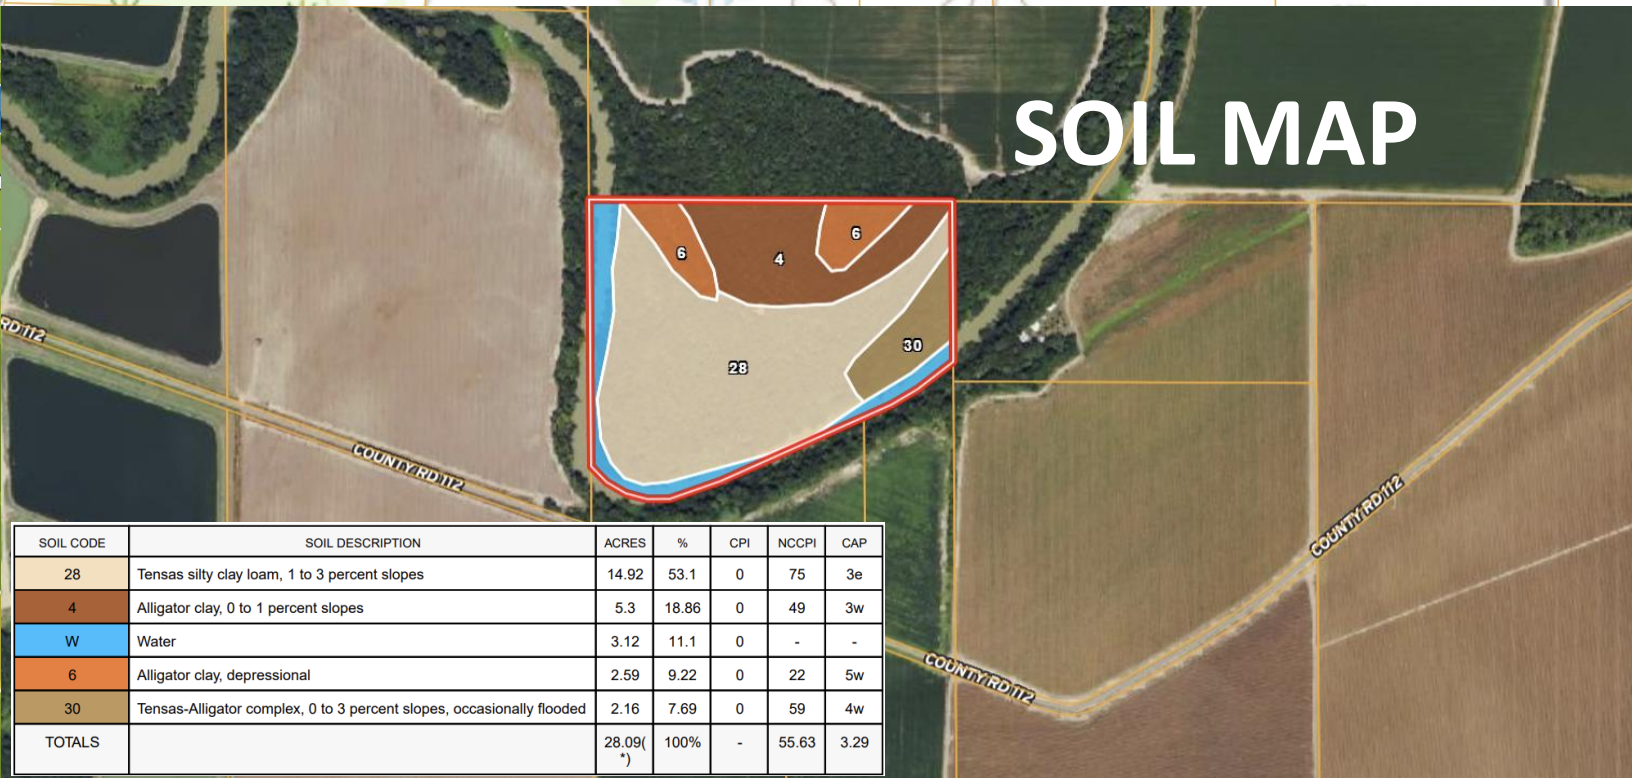 SOIL MAP
6
4
6
28
30
RD 112
COUNTY RD 112
COUNTY RD 112
COUNTY RD 112
SOIL CODE SOIL DESCRIPTION ACRES % CPI NCCPI CAP
28 Tensas silty clay loam, 1 to 3 percent slopes 14.92 53.1 0 75 3e
4 Alligator clay, 0 to 1 percent slopes 5.3 18.86 0 49 3w
W Water 3.12 11.1 0 - -
6 Alligator clay, depressional 2.59 9.22 0 22 5w
30 Tensas-Alligator complex, 0 to 3 percent slopes, occasionally flooded 2.16 7.69 0 59 4w
TOTALS 28.09( 100% - 55.63 3.29
*)